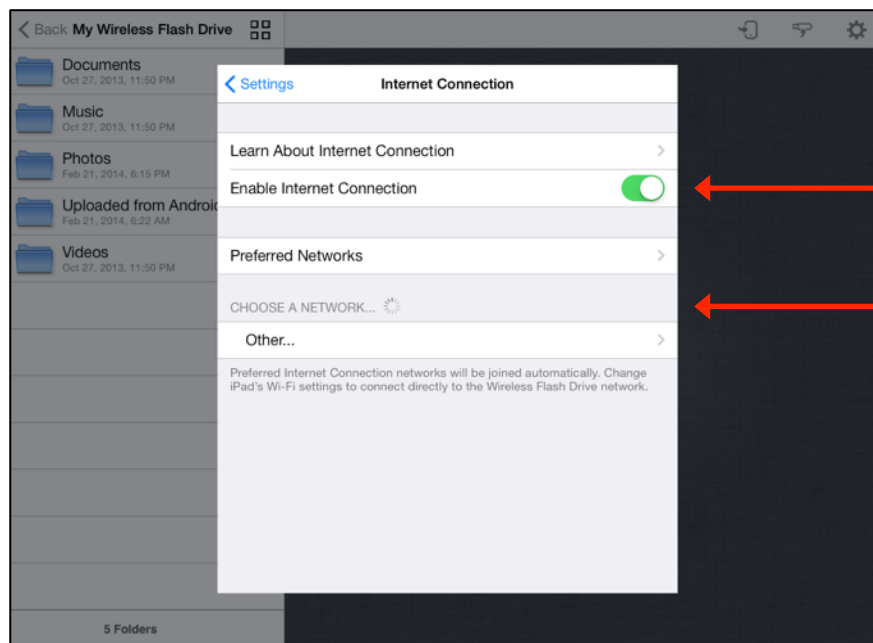 Back My Wireless Flash Drive
Documents
Oct 27, 2013, 11:50 PM
Music
Oct 27, 2013, 11:50 PM
Photos
Feb 21, 2014, 6:15 PM
Uploaded from Android
Feb 21, 2014, 6:22 AM
Videos
Oct 27, 2013, 11:50 PM
5 Folders
Settings
Internet Connection
Learn About Internet Connection
Enable Internet Connection
Preferred Networks
CHOOSE A NETWORK...
Other...
Preferred Internet Connection networks will be joined automatically. Change
iPad's Wi-Fi settings to connect directly to the Wireless Flash Drive network.